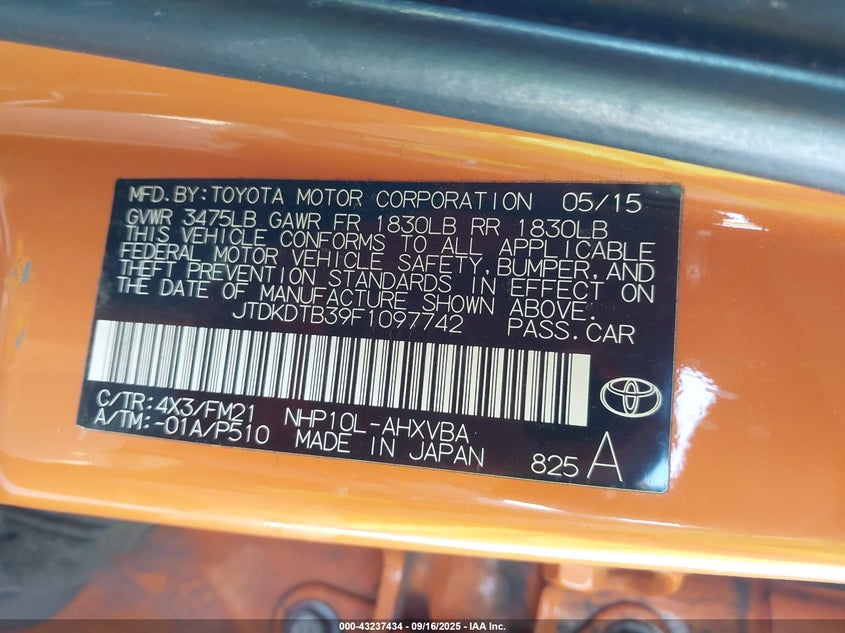 MFD.BY:TOYOTA MOTOR CORPORATION 05/15
GVWR 3475LB GAWR FR 1830LB RR 1830LB
THIS VEHICLE CONFORMS TO ALL APPLICABLE
FEDERAL MOTOR VEHICLE SAFETY,BUMPER,AND
THEFT PREVENTION STANDARDS IN EFFECT ON
THE DATE OF MANUFACTURE SHOWN ABOVE.
JTDKDTB39F1097742 PASS.CAR
C/TR:4X3/FM21 NHP10L-AHXVBA
A/TM:-01A/P510 MADE IN JAPAN
825 A
000-43237434 - 09/16/2025 - IAA Inc.